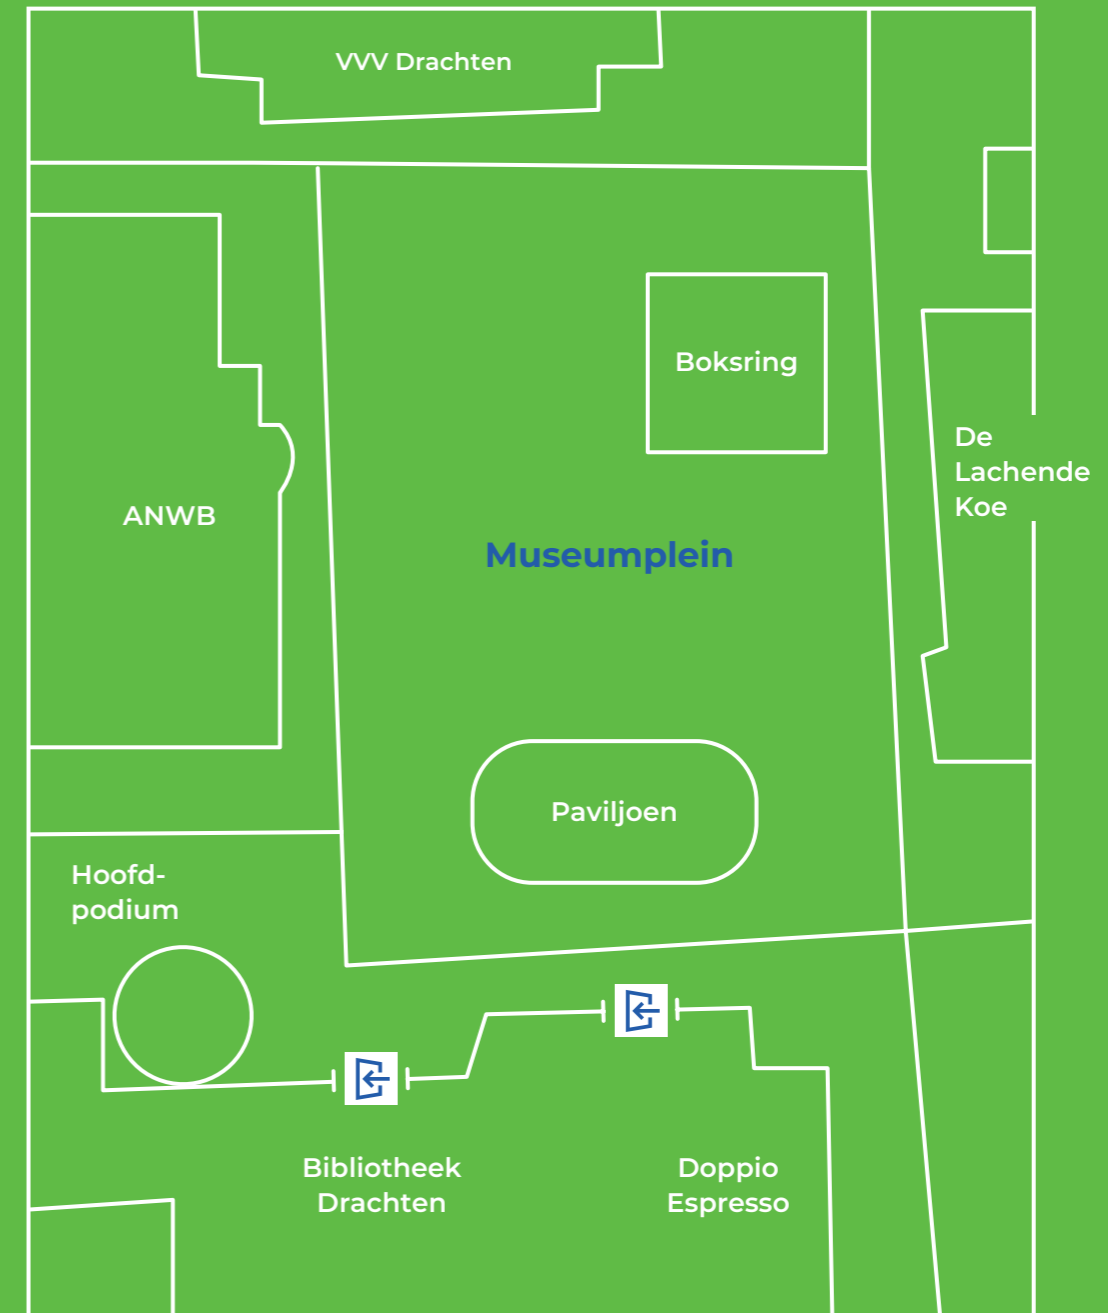 VVV Drachten
Boksring
De
Lachende
Koe
ANWB
Museumplein
Paviljoen
Hoofd-
podium
Bibliotheek
Drachten
Doppio
Espresso